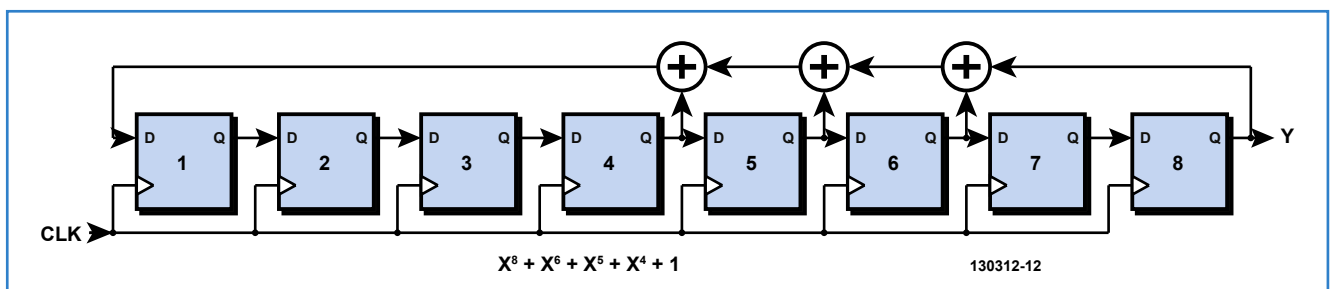 + + +
D Q D Q D Q D Q D Q D Q D Q D Q
1 2 3 4 5 6 7 8
Y
CLK
X⁸ + X⁶ + X⁵ + X⁴ + 1
130312-12